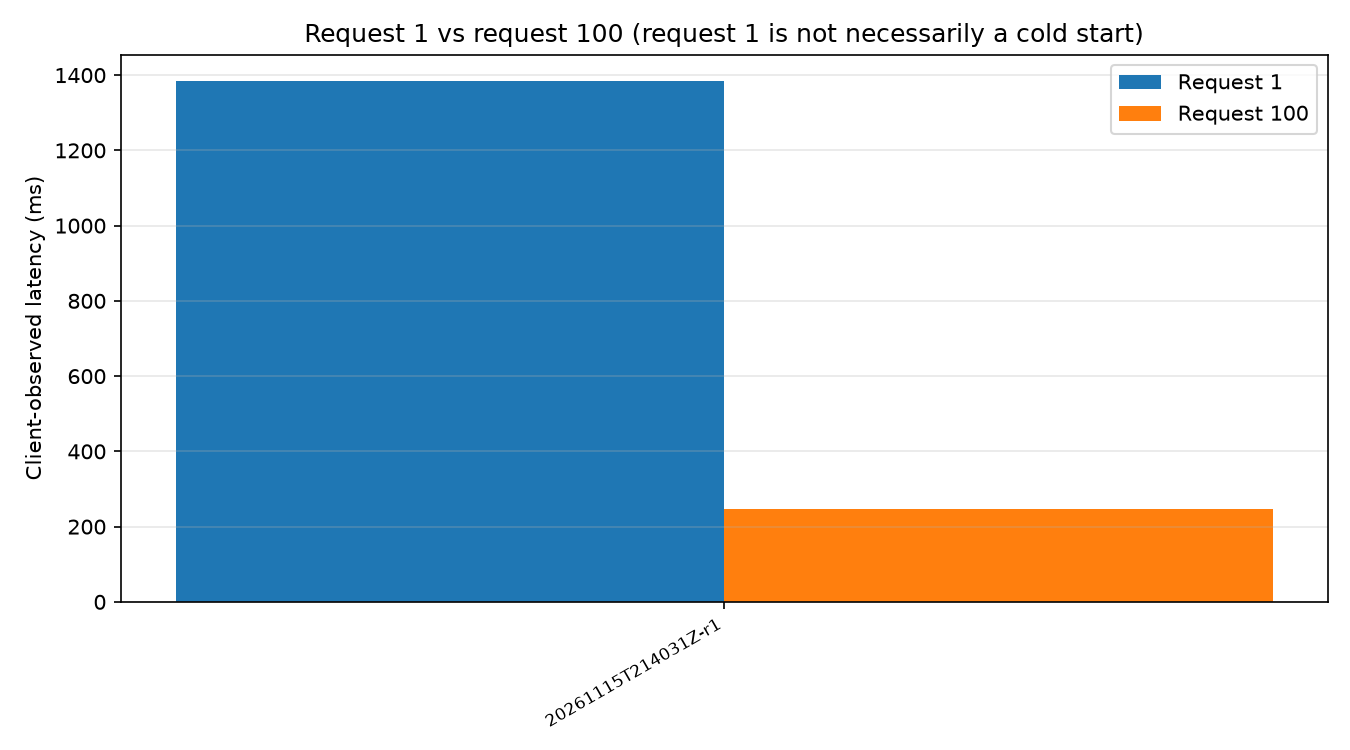 Request 1 vs request 100 (request 1 is not necessarily a cold start)
Client-observed latency (ms)
1400
1200
1000
800
600
400
200
0
Request 1
Request 100
20261115T214031Z-r1